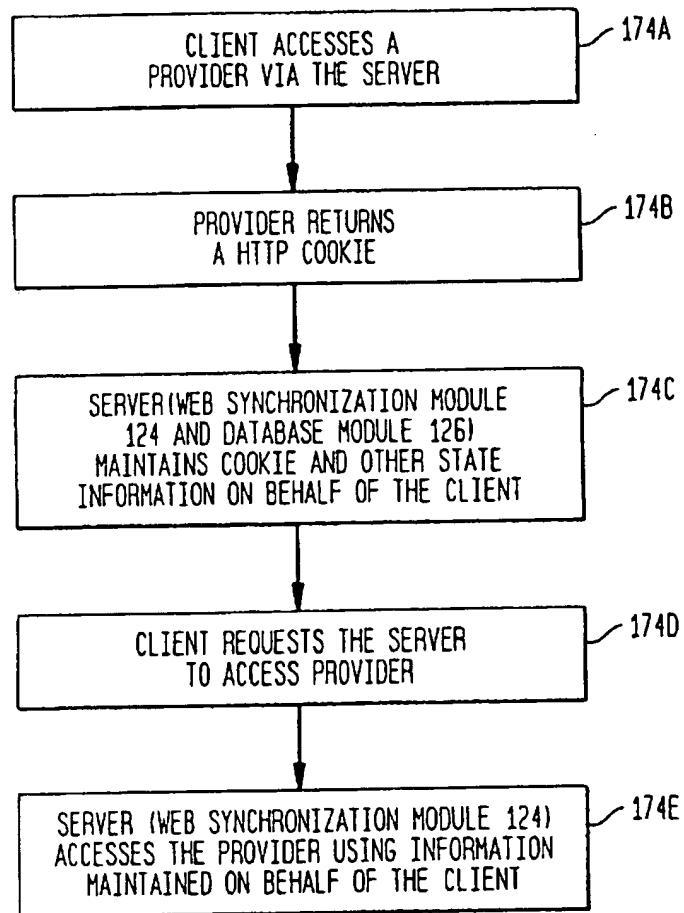 CLIENT ACCESSES A
PROVIDER VIA THE SERVER
174A
PROVIDER RETURNS
A HTTP COOKIE
174B
SERVER(WEB SYNCHRONIZATION MODULE
124 AND DATABASE MODULE 126)
MAINTAINS COOKIE AND OTHER STATE
INFORMATION ON BEHALF OF THE CLIENT
174C
CLIENT REQUESTS THE SERVER
TO ACCESS PROVIDER
174D
SERVER (WEB SYNCHRONIZATION MODULE 124)
ACCESSES THE PROVIDER USING INFORMATION
MAINTAINED ON BEHALF OF THE CLIENT
174E